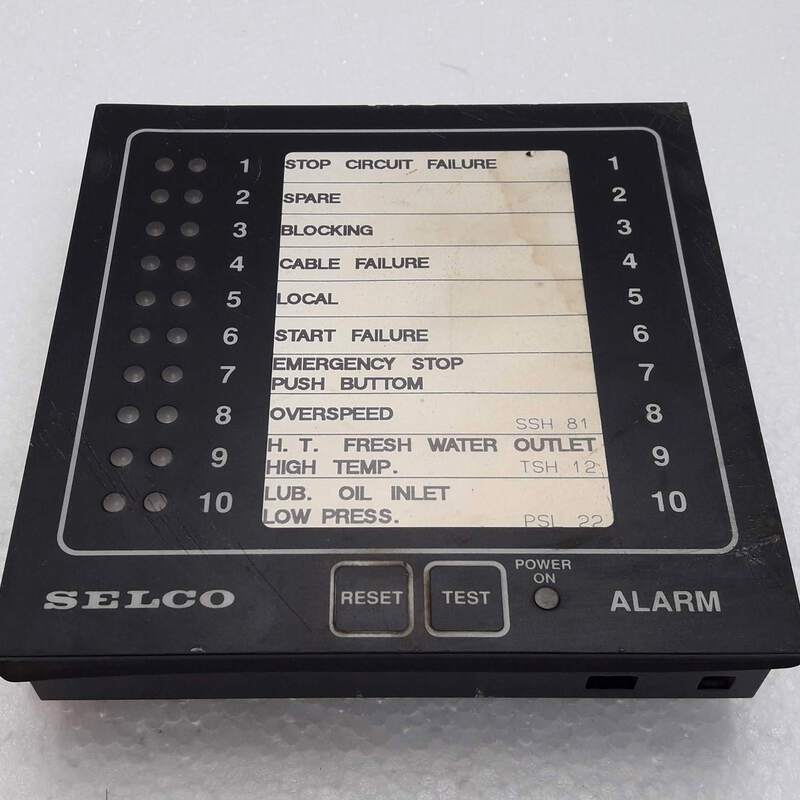 1 STOP CIRCUIT FAILURE 1
2 SPARE 2
3 BLOCKING 3
4 CABLE FAILURE 4
5 LOCAL 5
6 START FAILURE 6
7 EMERGENCY STOP 7
PUSH BUTTOM
8 OVERSPEED SSH 81 8
9 H. T. FRESH WATER OUTLET 9
HIGH TEMP. TSH 12
10 LUB. OIL INLET 10
LOW PRESS. PSL 22
SELCO RESET TEST POWER ON ALARM